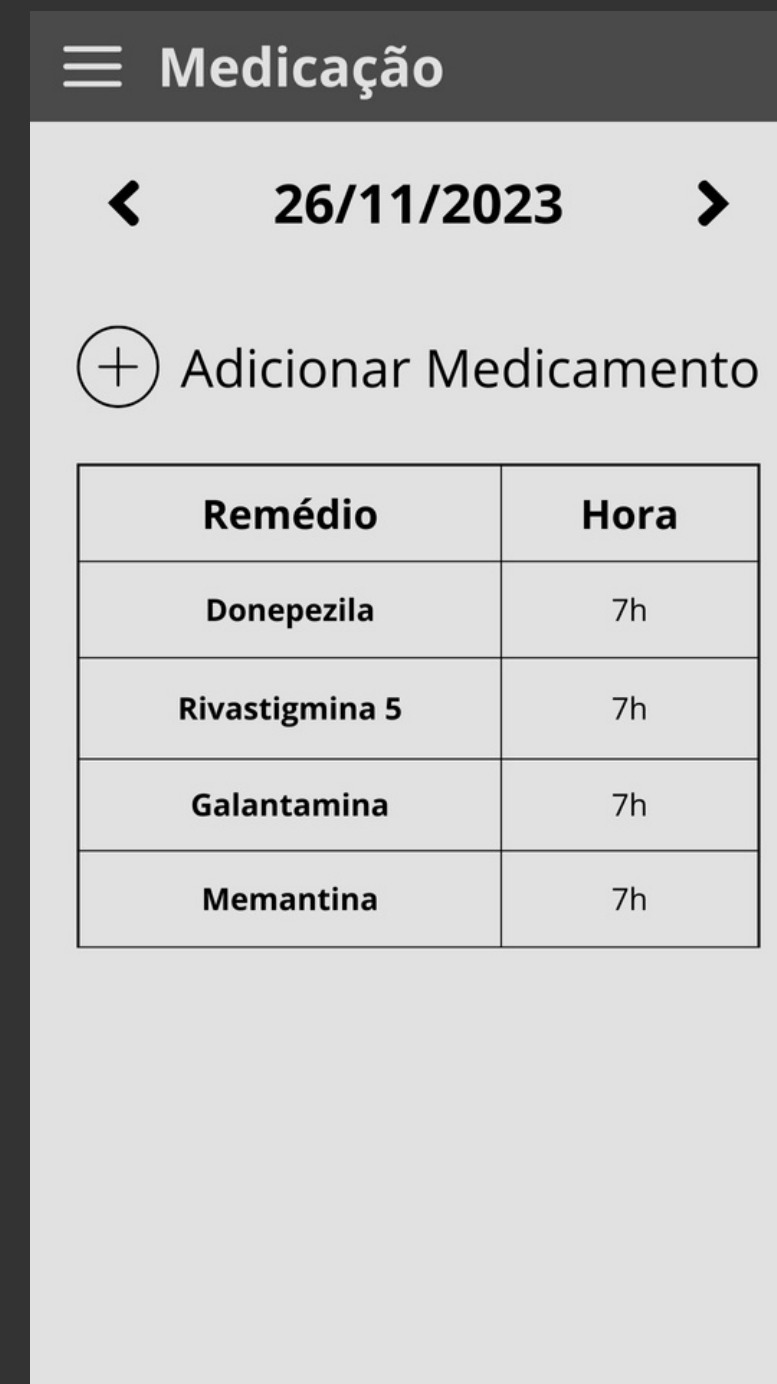 Medicação
26/11/2023
Adicionar Medicamento
Remédio Hora
Donepezila 7h
Rivastigmina 5 7h
Galantamina 7h
Memantina 7h